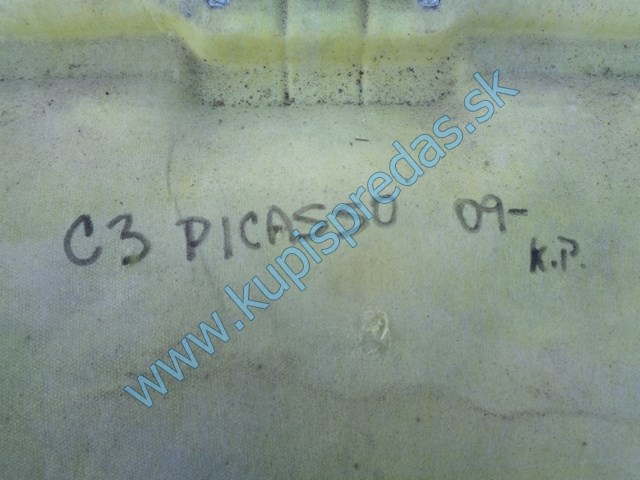 C3 PICASSO 09-
K.P.
www.kupispredas.sk